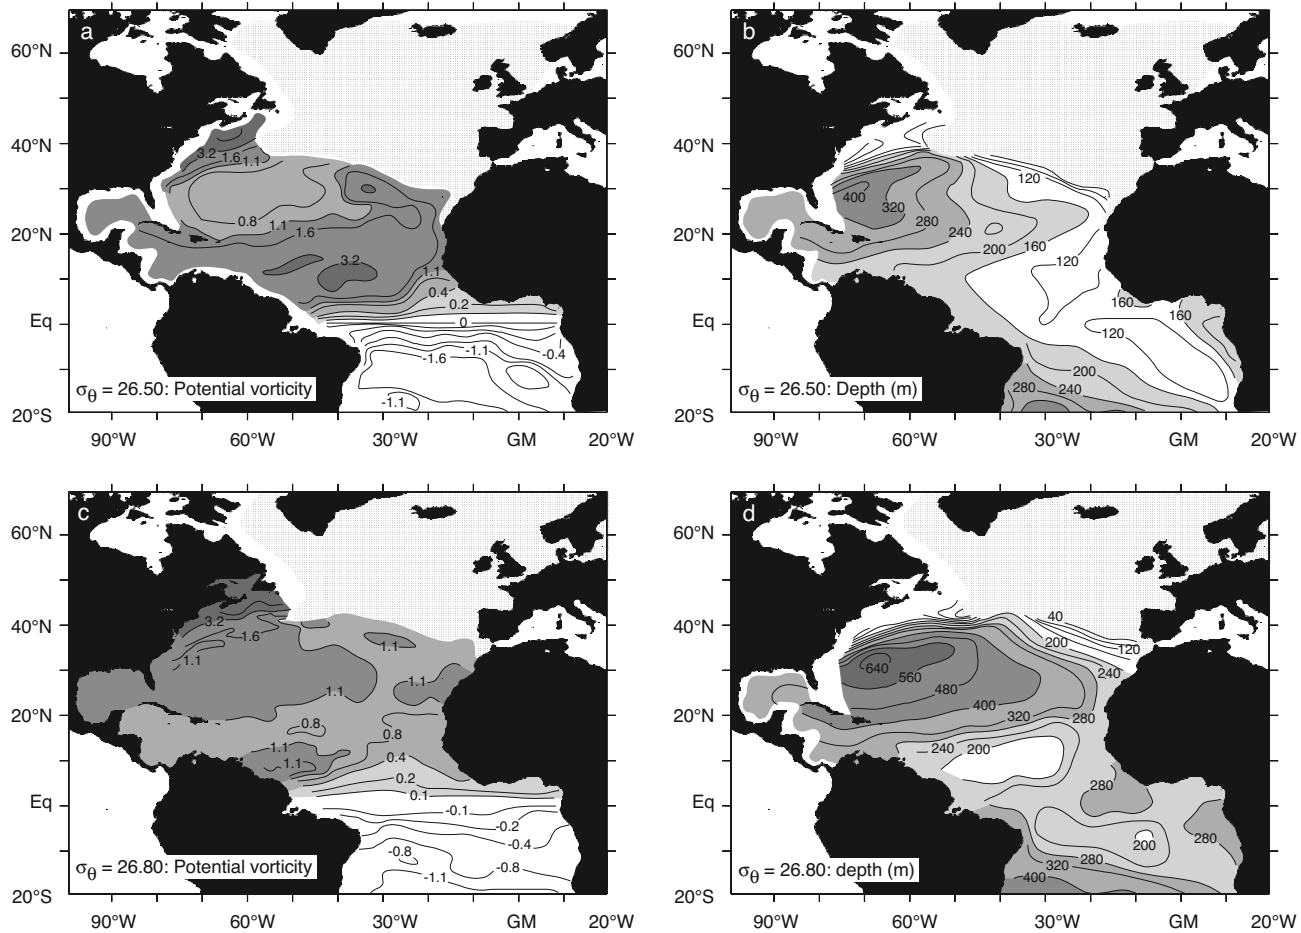 a
60°N
40°N
20°N
Eq
20°S
3.2
1.6
1.1
0.8
1.1
1.6
3.2
1.1
0.4
0.2
0
-1.6
-1.1
-0.4
-1.1
σθ = 26.50: Potential vorticity
90°W
60°W
30°W
GM
20°W
b
60°N
40°N
20°N
Eq
20°S
120
400
320
280
240
200
160
120
160
160
120
200
280
240
σθ = 26.50: Depth (m)
90°W
60°W
30°W
GM
20°W
c
60°N
40°N
20°N
Eq
20°S
3.2
1.6
1.1
1.1
1.1
1.1
0.8
0.8
1.1
1.1
0.4
0.2
0.1
-0.1
-0.2
-0.4
-0.8
-0.8
-1.1
σθ = 26.80: Potential vorticity
90°W
60°W
30°W
GM
20°W
d
60°N
40°N
20°N
Eq
20°S
40
200
120
640
560
240
480
400
320
280
240
200
280
280
200
280
320
400
σθ = 26.80: depth (m)
90°W
60°W
30°W
GM
20°W